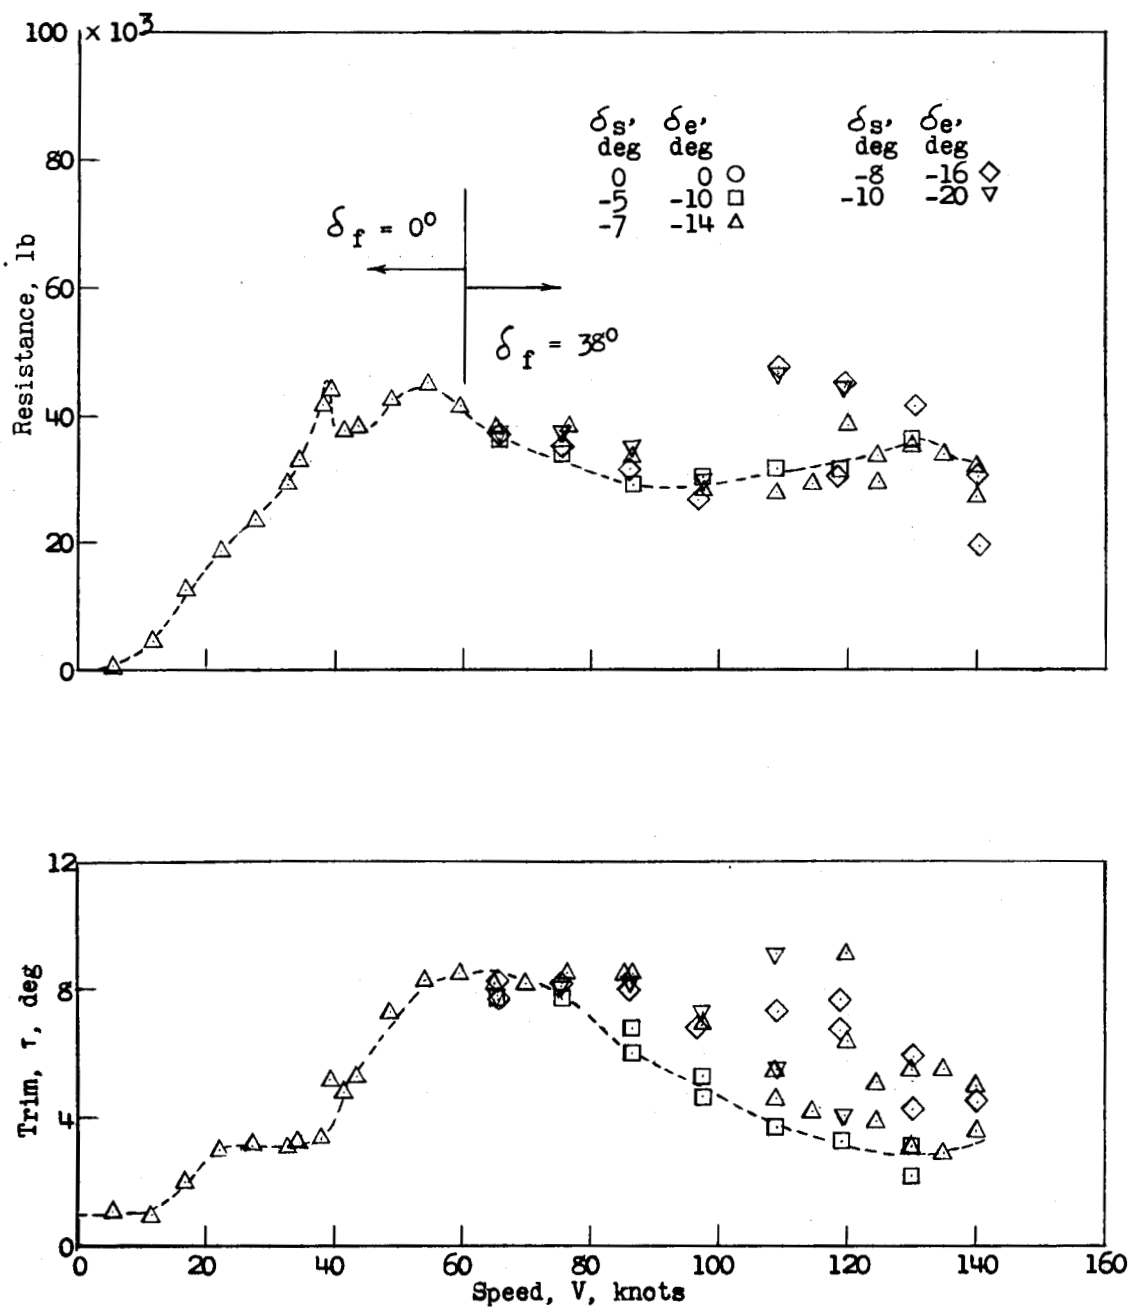 100 × 10³
δs, δe, δs, δe,
deg deg deg deg
0 0 -8 -16
-5 -10 -10 -20
-7 -14
80
δf = 0°
60
δf = 38°
Resistance, lb
40
20
0
12
8
Trim, τ, deg
4
0
0 20 40 60 80 100 120 140 160
Speed, V, knots